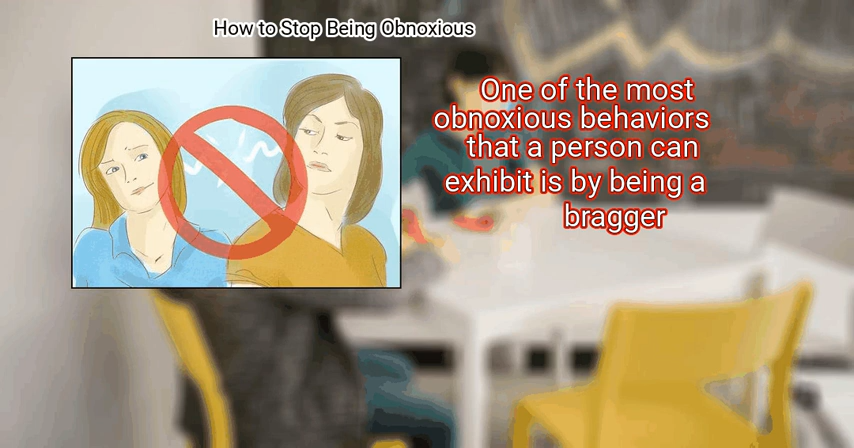 How to Stop Being Obnoxious
One of the most
obnoxious behaviors
that a person can
exhibit is by being a
bragger